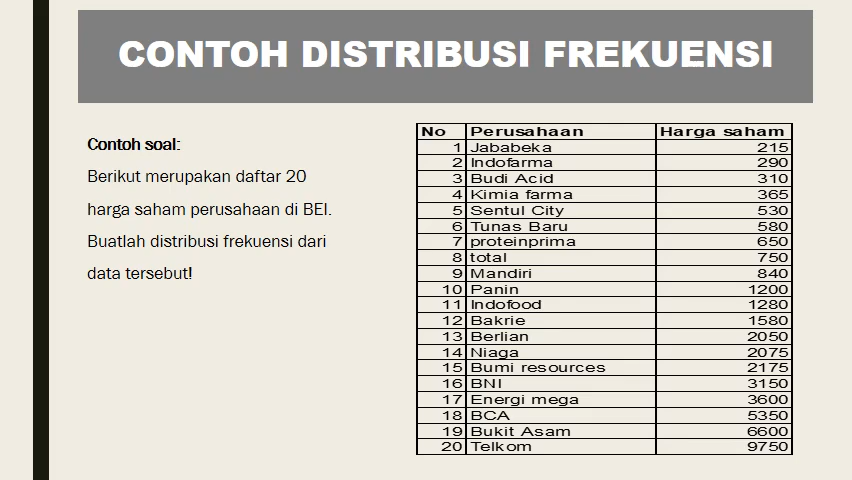 CONTOH DISTRIBUSI FREKUENSI
Contoh soal:
Berikut merupakan daftar 20
harga saham perusahaan di BEI.
Buatlah distribusi frekuensi dari
data tersebut!
No Perusahaan Harga saham
1 Jababeka 215
2 Indofarma 290
3 Budi Acid 310
4 Kimia farma 365
5 Sentul City 530
6 Tunas Baru 580
7 proteinprima 650
8 total 750
9 Mandiri 840
10 Panin 1200
11 Indofood 1280
12 Bakrie 1580
13 Berlian 2050
14 Niaga 2075
15 Bumi resources 2175
16 BNI 3150
17 Energi mega 3600
18 BCA 5350
19 Bukit Asam 6600
20 Telkom 9750